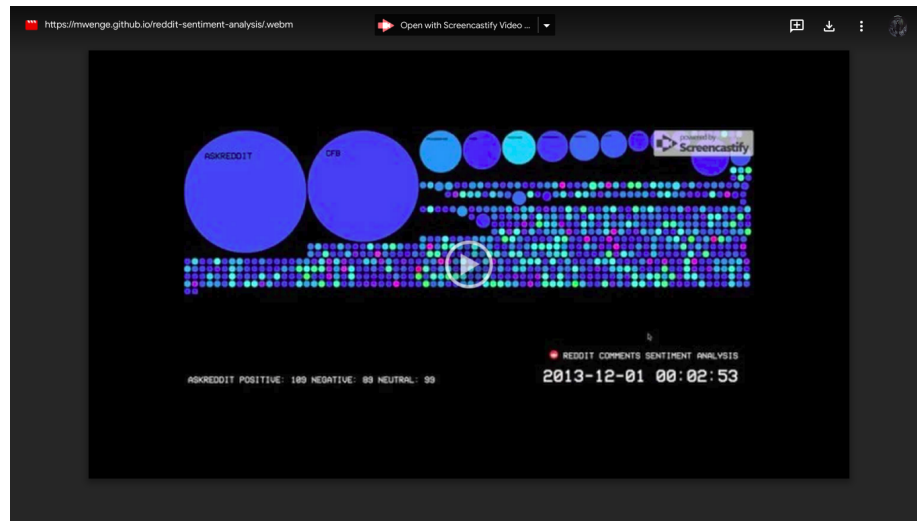 https://mwenge.github.io/reddit-sentiment-analysis/.webm
Open with Screencastify Video ...
powered by
Screencastify
ASKREDDIT
CFB
REDDIT COMMENTS SENTIMENT ANALYSIS
2013-12-01 00:02:53
ASKREDDIT POSITIVE: 109 NEGATIVE: 89 NEUTRAL: 99